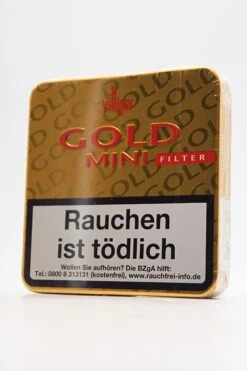 villiger
GOLD
MINI FILTER
Rauchen
ist tödlich
Wollen Sie aufhören? Die BZgA hilft:
Tel.: 0800 8 313131 (kostenfrei), www.rauchfrei-info.de